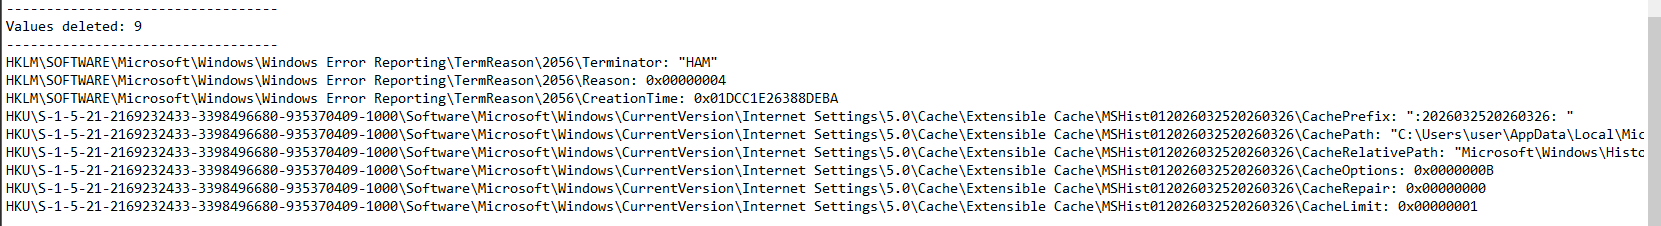 ----------------------------------
Values deleted: 9
----------------------------------
HKLM\SOFTWARE\Microsoft\Windows\Windows Error Reporting\TermReason\2056\Terminator: "HAM"
HKLM\SOFTWARE\Microsoft\Windows\Windows Error Reporting\TermReason\2056\Reason: 0x00000004
HKLM\SOFTWARE\Microsoft\Windows\Windows Error Reporting\TermReason\2056\CreationTime: 0x01DCC1E26388DEBA
HKU\S-1-5-21-2169232433-3398496680-935370409-1000\Software\Microsoft\Windows\CurrentVersion\Internet Settings\5.0\Cache\Extensible Cache\MSHist012026032520260326\CachePrefix: ":2026032520260326: "
HKU\S-1-5-21-2169232433-3398496680-935370409-1000\Software\Microsoft\Windows\CurrentVersion\Internet Settings\5.0\Cache\Extensible Cache\MSHist012026032520260326\CachePath: "C:\Users\user\AppData\Local\Mic
HKU\S-1-5-21-2169232433-3398496680-935370409-1000\Software\Microsoft\Windows\CurrentVersion\Internet Settings\5.0\Cache\Extensible Cache\MSHist012026032520260326\CacheRelativePath: "Microsoft\Windows\Histo
HKU\S-1-5-21-2169232433-3398496680-935370409-1000\Software\Microsoft\Windows\CurrentVersion\Internet Settings\5.0\Cache\Extensible Cache\MSHist012026032520260326\CacheOptions: 0x0000000B
HKU\S-1-5-21-2169232433-3398496680-935370409-1000\Software\Microsoft\Windows\CurrentVersion\Internet Settings\5.0\Cache\Extensible Cache\MSHist012026032520260326\CacheRepair: 0x00000000
HKU\S-1-5-21-2169232433-3398496680-935370409-1000\Software\Microsoft\Windows\CurrentVersion\Internet Settings\5.0\Cache\Extensible Cache\MSHist012026032520260326\CacheLimit: 0x00000001